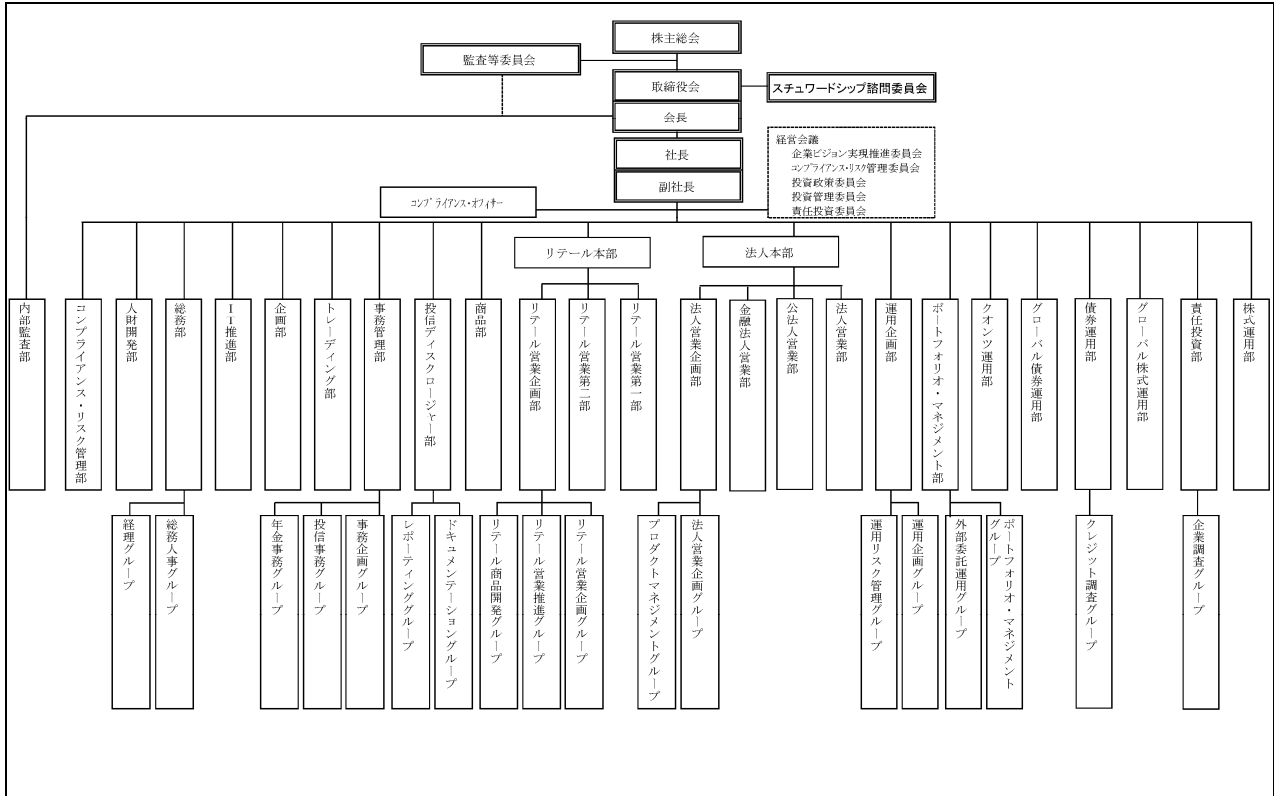 株主総会
監査等委員会
取締役会
スチュワードシップ諮問委員会
会長
経営会議
企業ビジョン実現推進委員会
コンプライアンス・リスク管理委員会
投資政策委員会
投資管理委員会
責任投資委員会
社長
副社長
コンプライアンス・オフィサー
リテール本部
法人本部
内部監査部
コンプライアンス・リスク管理部
人財開発部
総務部
IT推進部
企画部
トレーディング部
事務管理部
投信ディスクロージャー部
商品部
リテール営業企画部
リテール営業第二部
リテール営業第一部
法人営業企画部
金融法人営業部
公法人営業部
法人営業部
運用企画部
ポートフォリオ・マネジメント部
クオンツ運用部
グローバル債券運用部
債券運用部
グローバル株式運用部
責任投資部
株式運用部
経理グループ
総務人事グループ
年金事務グループ
投信事務グループ
事務企画グループ
レポーティンググループ
ドキュメンテーショングループ
リテール商品開発グループ
リテール営業推進グループ
リテール営業企画グループ
プロダクトマネジメントグループ
法人営業企画グループ
運用リスク管理グループ
運用企画グループ
外部委託運用グループ
ポートフォリオ・マネジメント
グループ
クレジット調査グループ
企業調査グループ